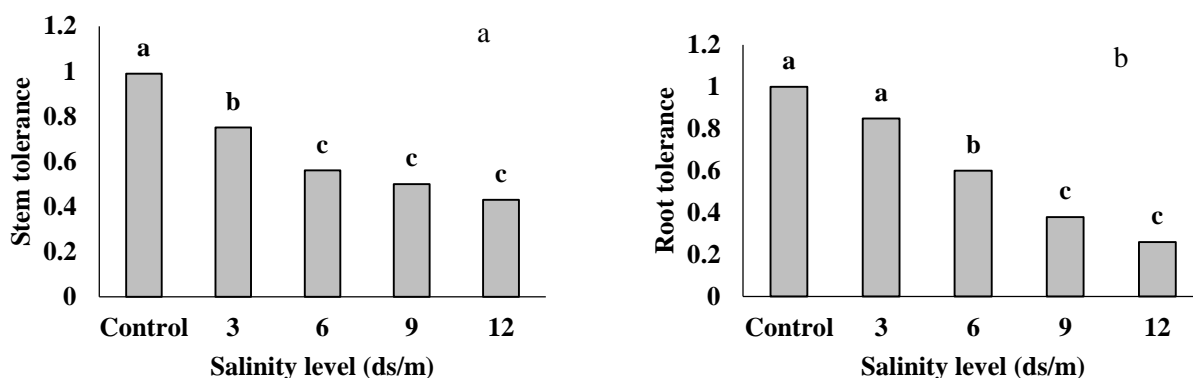 a
Stem tolerance
1.2
1
0.8
0.6
0.4
0.2
0
a
b
c
c
c
Control 3 6 9 12
Salinity level (ds/m)
b
Root tolerance
1.2
1
0.8
0.6
0.4
0.2
0
a
a
b
c
c
Control 3 6 9 12
Salinity level (ds/m)